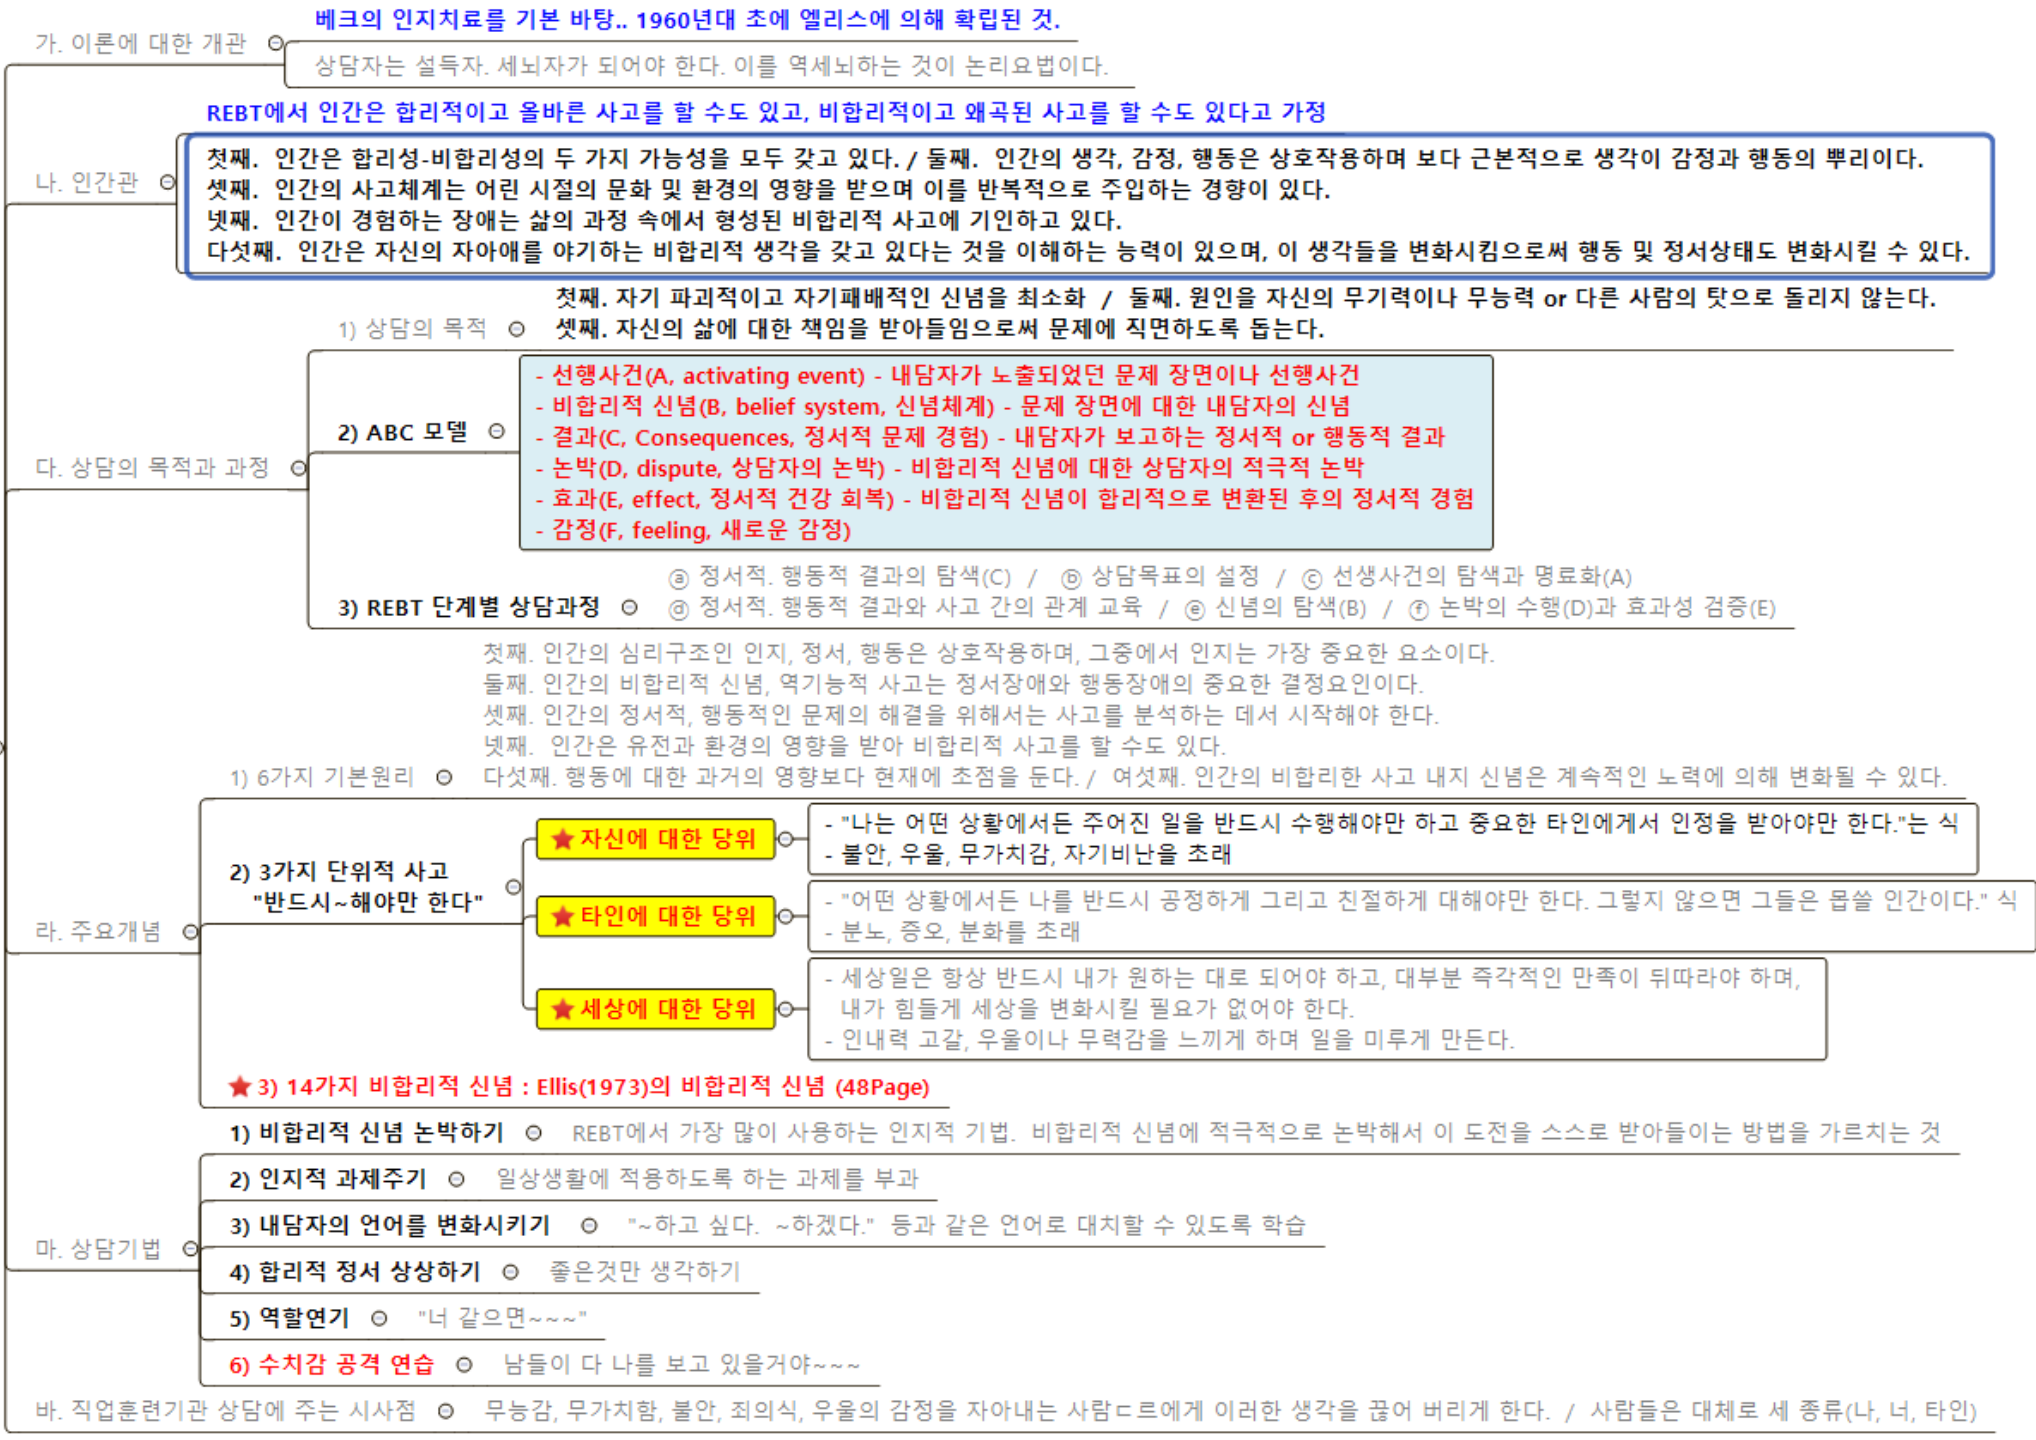 가. 이론에 대한 개관
베크의 인지치료를 기본 바탕.. 1960년대 초에 엘리스에 의해 확립된 것.
상담자는 설득자. 세뇌자가 되어야 한다. 이를 역세뇌하는 것이 논리요법이다.
나. 인간관
REBT에서 인간은 합리적이고 올바른 사고를 할 수도 있고, 비합리적이고 왜곡된 사고를 할 수도 있다고 가정
첫째. 인간은 합리성-비합리성의 두 가지 가능성을 모두 갖고 있다. / 둘째. 인간의 생각, 감정, 행동은 상호작용하며 보다 근본적으로 생각이 감정과 행동의 뿌리이다.
셋째. 인간의 사고체계는 어린 시절의 문화 및 환경의 영향을 받으며 이를 반복적으로 주입하는 경향이 있다.
넷째. 인간이 경험하는 장애는 삶의 과정 속에서 형성된 비합리적 사고에 기인하고 있다.
다섯째. 인간은 자신의 자아애를 야기하는 비합리적 생각을 갖고 있다는 것을 이해하는 능력이 있으며, 이 생각들을 변화시킴으로써 행동 및 정서상태도 변화시킬 수 있다.
다. 상담의 목적과 과정
1) 상담의 목적
첫째. 자기 파괴적이고 자기패배적인 신념을 최소화 / 둘째. 원인을 자신의 무기력이나 무능력 or 다른 사람의 탓으로 돌리지 않는다.
셋째. 자신의 삶에 대한 책임을 받아들임으로써 문제에 직면하도록 돕는다.
2) ABC 모델
- 선행사건(A, activating event) - 내담자가 노출되었던 문제 장면이나 선행사건
- 비합리적 신념(B, belief system, 신념체계) - 문제 장면에 대한 내담자의 신념
- 결과(C, Consequences, 정서적 문제 경험) - 내담자가 보고하는 정서적 or 행동적 결과
- 논박(D, dispute, 상담자의 논박) - 비합리적 신념에 대한 상담자의 적극적 논박
- 효과(E, effect, 정서적 건강 회복) - 비합리적 신념이 합리적으로 변환된 후의 정서적 경험
- 감정(F, feeling, 새로운 감정)
3) REBT 단계별 상담과정
ⓐ 정서적. 행동적 결과의 탐색(C) / ⓑ 상담목표의 설정 / ⓒ 선생사건의 탐색과 명료화(A)
ⓓ 정서적. 행동적 결과와 사고 간의 관계 교육 / ⓔ 신념의 탐색(B) / ⓕ 논박의 수행(D)과 효과성 검증(E)
라. 주요개념
1) 6가지 기본원리
첫째. 인간의 심리구조인 인지, 정서, 행동은 상호작용하며, 그중에서 인지는 가장 중요한 요소이다.
둘째. 인간의 비합리적 신념, 역기능적 사고는 정서장애와 행동장애의 중요한 결정요인이다.
셋째. 인간의 정서적, 행동적인 문제의 해결을 위해서는 사고를 분석하는 데서 시작해야 한다.
넷째. 인간은 유전과 환경의 영향을 받아 비합리적 사고를 할 수도 있다.
다섯째. 행동에 대한 과거의 영향보다 현재에 초점을 둔다. / 여섯째. 인간의 비합리한 사고 내지 신념은 계속적인 노력에 의해 변화될 수 있다.
2) 3가지 단위적 사고
"반드시~해야만 한다"
★ 자신에 대한 당위
- "나는 어떤 상황에서든 주어진 일을 반드시 수행해야만 하고 중요한 타인에게서 인정을 받아야만 한다."는 식
- 불안, 우울, 무가치감, 자기비난을 초래
★ 타인에 대한 당위
- "어떤 상황에서든 나를 반드시 공정하게 그리고 친절하게 대해야만 한다. 그렇지 않으면 그들은 몹쓸 인간이다." 식
- 분노, 증오, 분화를 초래
★ 세상에 대한 당위
- 세상일은 항상 반드시 내가 원하는 대로 되어야 하고, 대부분 즉각적인 만족이 뒤따라야 하며,
내가 힘들게 세상을 변화시킬 필요가 없어야 한다.
- 인내력 고갈, 우울이나 무력감을 느끼게 하며 일을 미루게 만든다.
★ 3) 14가지 비합리적 신념 : Ellis(1973)의 비합리적 신념 (48Page)
마. 상담기법
1) 비합리적 신념 논박하기
REBT에서 가장 많이 사용하는 인지적 기법. 비합리적 신념에 적극적으로 논박해서 이 도전을 스스로 받아들이는 방법을 가르치는 것
2) 인지적 과제주기
일상생활에 적용하도록 하는 과제를 부과
3) 내담자의 언어를 변화시키기
"~하고 싶다. ~하겠다." 등과 같은 언어로 대치할 수 있도록 학습
4) 합리적 정서 상상하기
좋은것만 생각하기
5) 역할연기
"너 같으면~~~"
6) 수치감 공격 연습
남들이 다 나를 보고 있을거야~~~
바. 직업훈련기관 상담에 주는 시사점
무능감, 무가치함, 불안, 죄의식, 우울의 감정을 자아내는 사람ㄷ르에게 이러한 생각을 끊어 버리게 한다. / 사람들은 대체로 세 종류(나, 너, 타인)